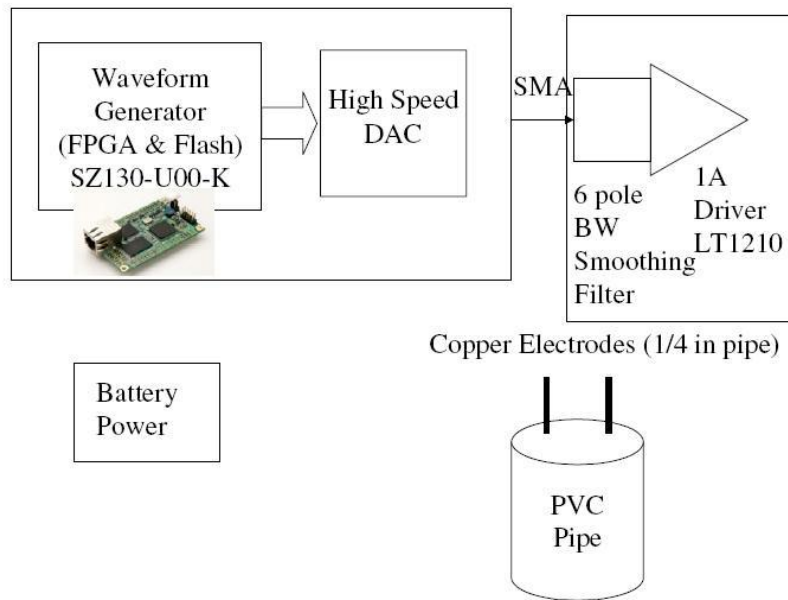 Waveform
Generator
(FPGA & Flash)
SZ130-U00-K
High Speed
DAC
SMA
6 pole
BW
Smoothing
Filter
1A
Driver
LT1210
Copper Electrodes (1/4 in pipe)
Battery
Power
PVC
Pipe